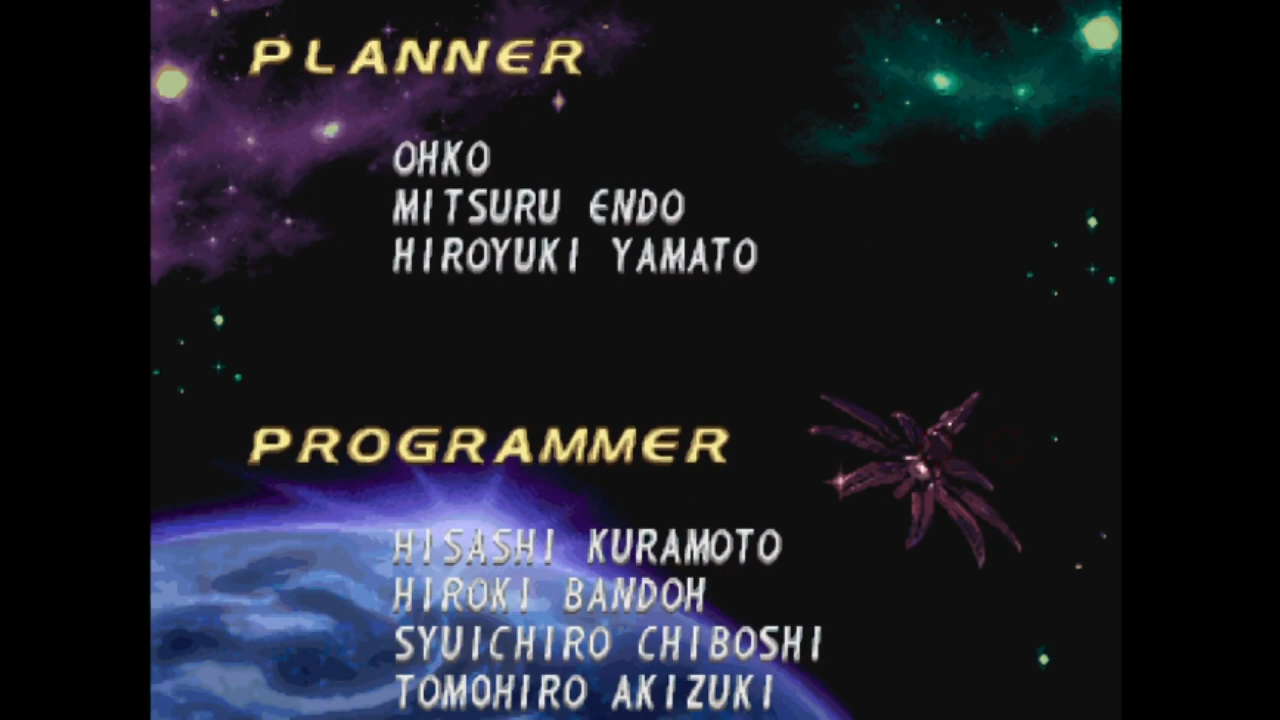 PLANNER
OHKO
MITSURU ENDO
HIROYUKI YAMATO
PROGRAMMER
HISASHI KURAMOTO
HIROKI BANDOH
SYUICHIRO CHIBOSHI
TOMOHIRO AKIZUKI